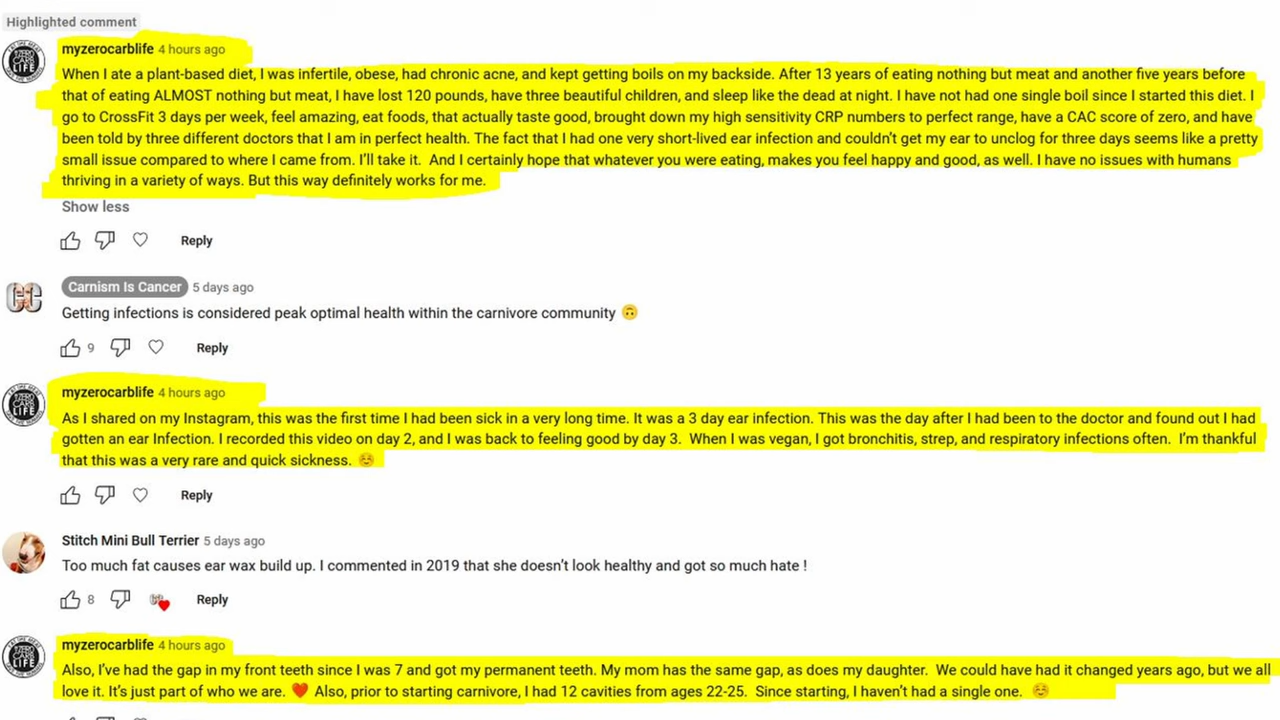 Highlighted comment
myzerocarblife 4 hours ago
When I ate a plant-based diet, I was infertile, obese, had chronic acne, and kept getting boils on my backside. After 13 years of eating nothing but meat and another five years before
that of eating ALMOST nothing but meat, I have lost 120 pounds, have three beautiful children, and sleep like the dead at night. I have not had one single boil since I started this diet. I
go to CrossFit 3 days per week, feel amazing, eat foods, that actually taste good, brought down my high sensitivity CRP numbers to perfect range, have a CAC score of zero, and have
been told by three different doctors that I am in perfect health. The fact that I had one very short-lived ear infection and couldn't get my ear to unclog for three days seems like a pretty
small issue compared to where I came from. I'll take it. And I certainly hope that whatever you were eating, makes you feel happy and good, as well. I have no issues with humans
thriving in a variety of ways. But this way definitely works for me.
Show less
Reply
Carnism Is Cancer 5 days ago
Getting infections is considered peak optimal health within the carnivore community 🙃
9 Reply
myzerocarblife 4 hours ago
As I shared on my Instagram, this was the first time I had been sick in a very long time. It was a 3 day ear infection. This was the day after I had been to the doctor and found out I had
gotten an ear Infection. I recorded this video on day 2, and I was back to feeling good by day 3. When I was vegan, I got bronchitis, strep, and respiratory infections often. I'm thankful
that this was a very rare and quick sickness. ☺️
Reply
Stitch Mini Bull Terrier 5 days ago
Too much fat causes ear wax build up. I commented in 2019 that she doesn't look healthy and got so much hate !
8 Reply
myzerocarblife 4 hours ago
Also, I've had the gap in my front teeth since I was 7 and got my permanent teeth. My mom has the same gap, as does my daughter. We could have had it changed years ago, but we all
love it. It's just part of who we are. ❤️ Also, prior to starting carnivore, I had 12 cavities from ages 22-25. Since starting, I haven't had a single one. ☺️